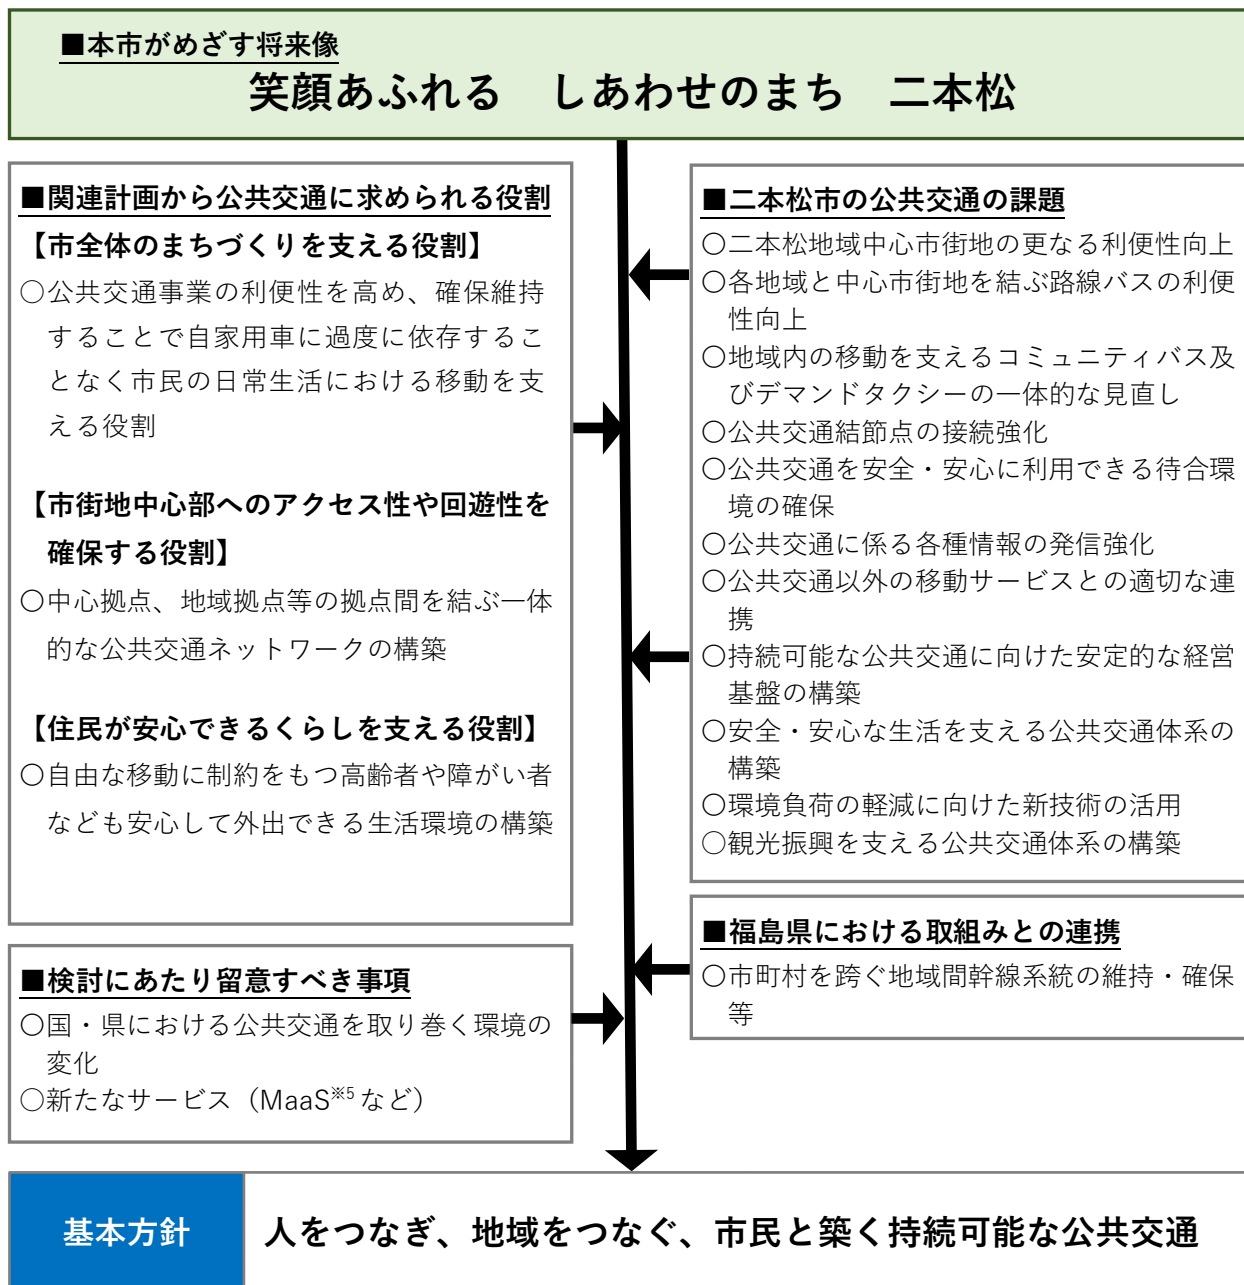 ■本市がめざす将来像
笑顔あふれる　しあわせのまち　二本松
■関連計画から公共交通に求められる役割
【市全体のまちづくりを支える役割】
○公共交通事業の利便性を高め、確保維持
することで自家用車に過度に依存するこ
となく市民の日常生活における移動を支
える役割
【市街地中心部へのアクセス性や回遊性を
確保する役割】
○中心拠点、地域拠点等の拠点間を結ぶ一体
的な公共交通ネットワークの構築
【住民が安心できるくらしを支える役割】
○自由な移動に制約をもつ高齢者や障がい者
なども安心して外出できる生活環境の構築
■検討にあたり留意すべき事項
○国・県における公共交通を取り巻く環境の
変化
○新たなサービス（MaaS※5など）
■二本松市の公共交通の課題
○二本松地域中心市街地の更なる利便性向上
○各地域と中心市街地を結ぶ路線バスの利便
性向上
○地域内の移動を支えるコミュニティバス及
びデマンドタクシーの一体的な見直し
○公共交通結節点の接続強化
○公共交通を安全・安心に利用できる待合環
境の確保
○公共交通に係る各種情報の発信強化
○公共交通以外の移動サービスとの適切な連
携
○持続可能な公共交通に向けた安定的な経営
基盤の構築
○安全・安心な生活を支える公共交通体系の
構築
○環境負荷の軽減に向けた新技術の活用
○観光振興を支える公共交通体系の構築
■福島県における取組みとの連携
○市町村を跨ぐ地域間幹線系統の維持・確保
等
基本方針
人をつなぎ、地域をつなぐ、市民と築く持続可能な公共交通